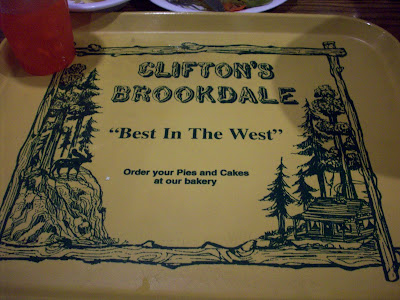 CLIFTON'S
BROOKDALE
"Best In The West"
Order your Pies and Cakes
at our bakery